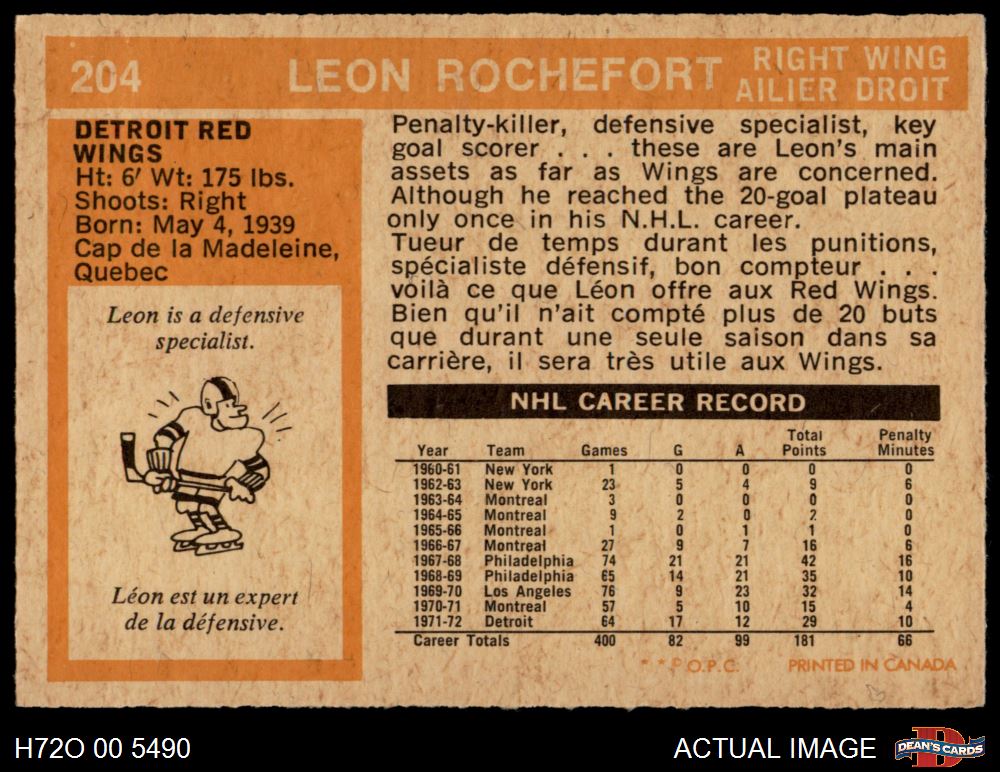 204 LEON ROCHEFORT RIGHT WING
AILIER DROIT
DETROIT RED
WINGS
Ht: 6' Wt: 175 lbs.
Shoots: Right
Born: May 4, 1939
Cap de la Madeleine,
Quebec
Leon is a defensive
specialist.
Léon est un expert
de la défensive.
Penalty-killer, defensive specialist, key
goal scorer . . . these are Leon's main
assets as far as Wings are concerned.
Although he reached the 20-goal plateau
only once in his N.H.L. career.
Tueur de temps durant les punitions,
spécialiste défensif, bon compteur . . .
voilà ce que Léon offre aux Red Wings.
Bien qu'il n'ait compté plus de 20 buts
que durant une seule saison dans sa
carrière, il sera très utile aux Wings.
NHL CAREER RECORD
Year Team Games G A Total Points Penalty Minutes
1960-61 New York 1 0 0 0 0
1962-63 New York 23 5 4 9 6
1963-64 Montreal 3 0 0 0 0
1964-65 Montreal 9 2 0 2 0
1965-66 Montreal 1 0 1 1 0
1966-67 Montreal 27 9 7 16 6
1967-68 Philadelphia 74 21 21 42 16
1968-69 Philadelphia 65 14 21 35 10
1969-70 Los Angeles 76 9 23 32 14
1970-71 Montreal 57 5 10 15 4
1971-72 Detroit 64 17 12 29 10
Career Totals 400 82 99 181 66
* * P O.P.C. PRINTED IN CANADA
H72O 00 5490 ACTUAL IMAGE D DEAN'S CARDS